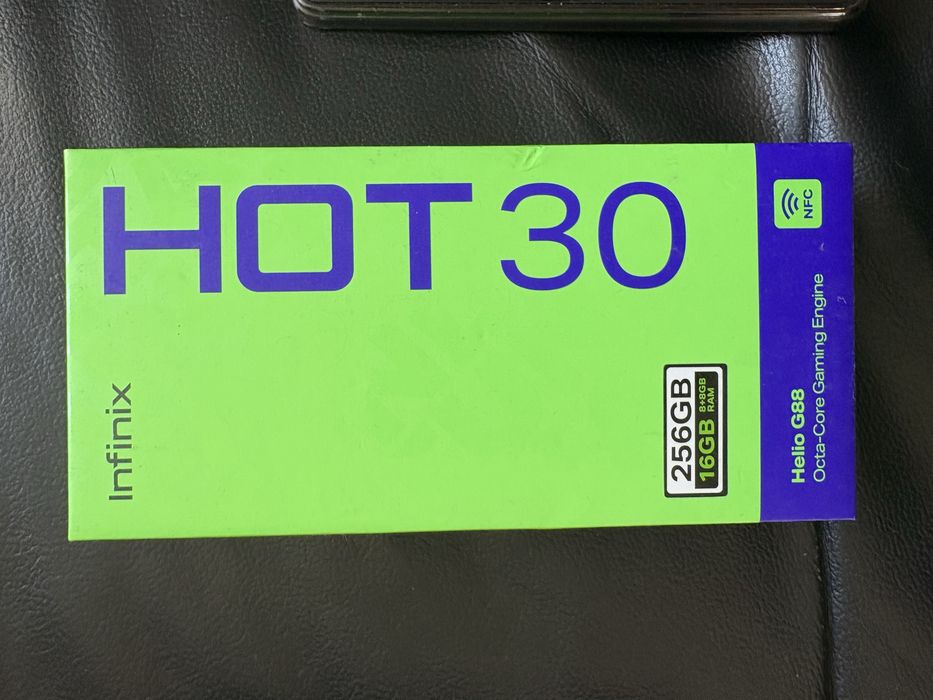 HOT 30
Infinix
256GB
16GB 8+8GB RAM
NFC
Helio G88
Octa-Core Gaming Engine